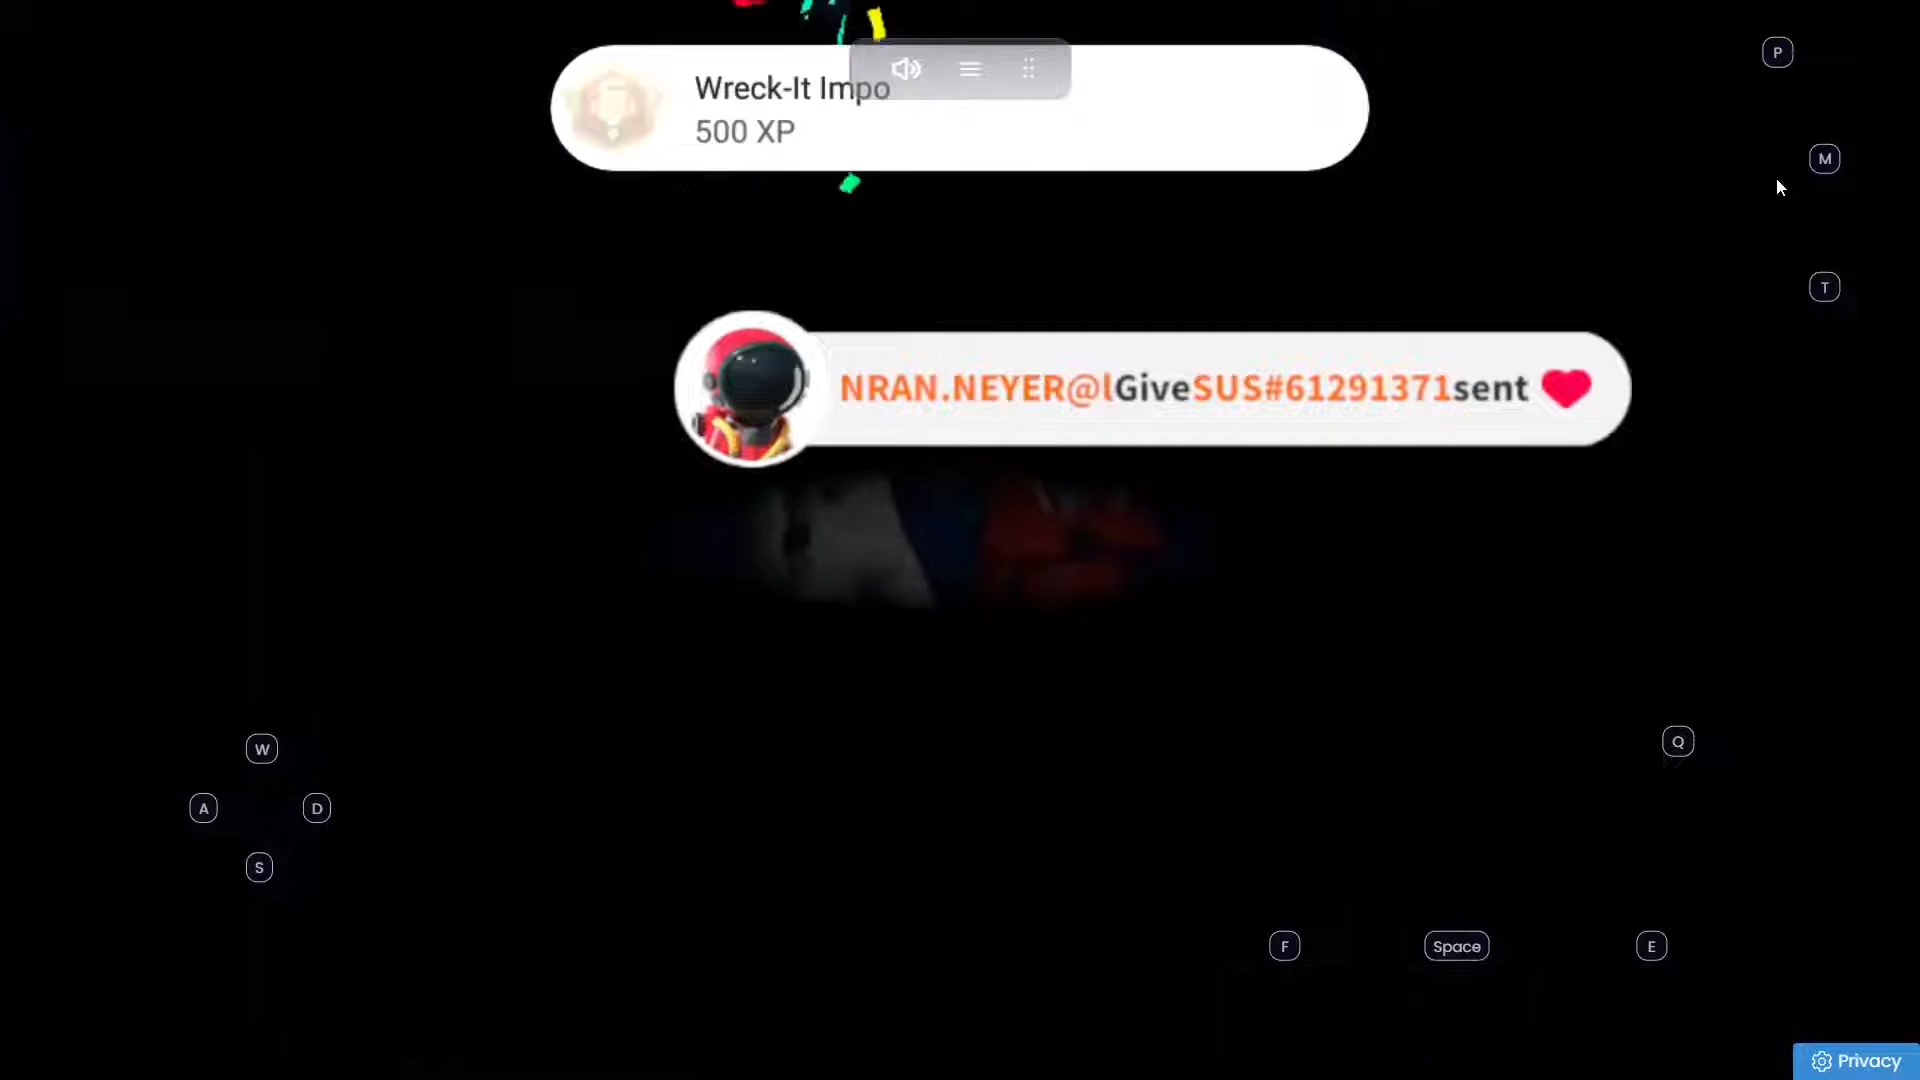 Wreck-It Impo
500 XP
P
M
T
NRAN.NEYER@lGiveSUS#61291371sent
W
Q
A D
S
F Space E
Privacy